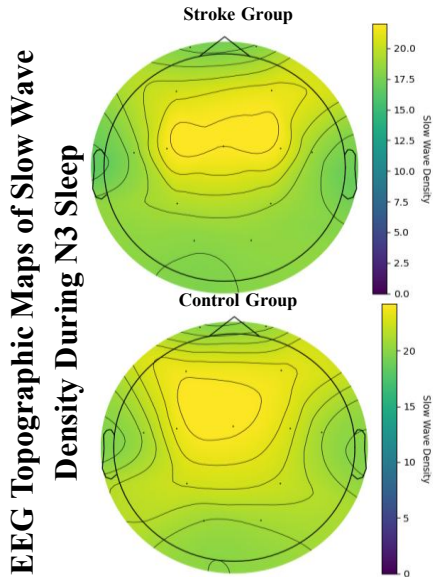 EEG Topographic Maps of Slow Wave
Density During N3 Sleep
Stroke Group
20.0
17.5
15.0
12.5
10.0
7.5
5.0
2.5
0.0
Slow Wave Density
Control Group
20
15
10
5
0
Slow Wave Density